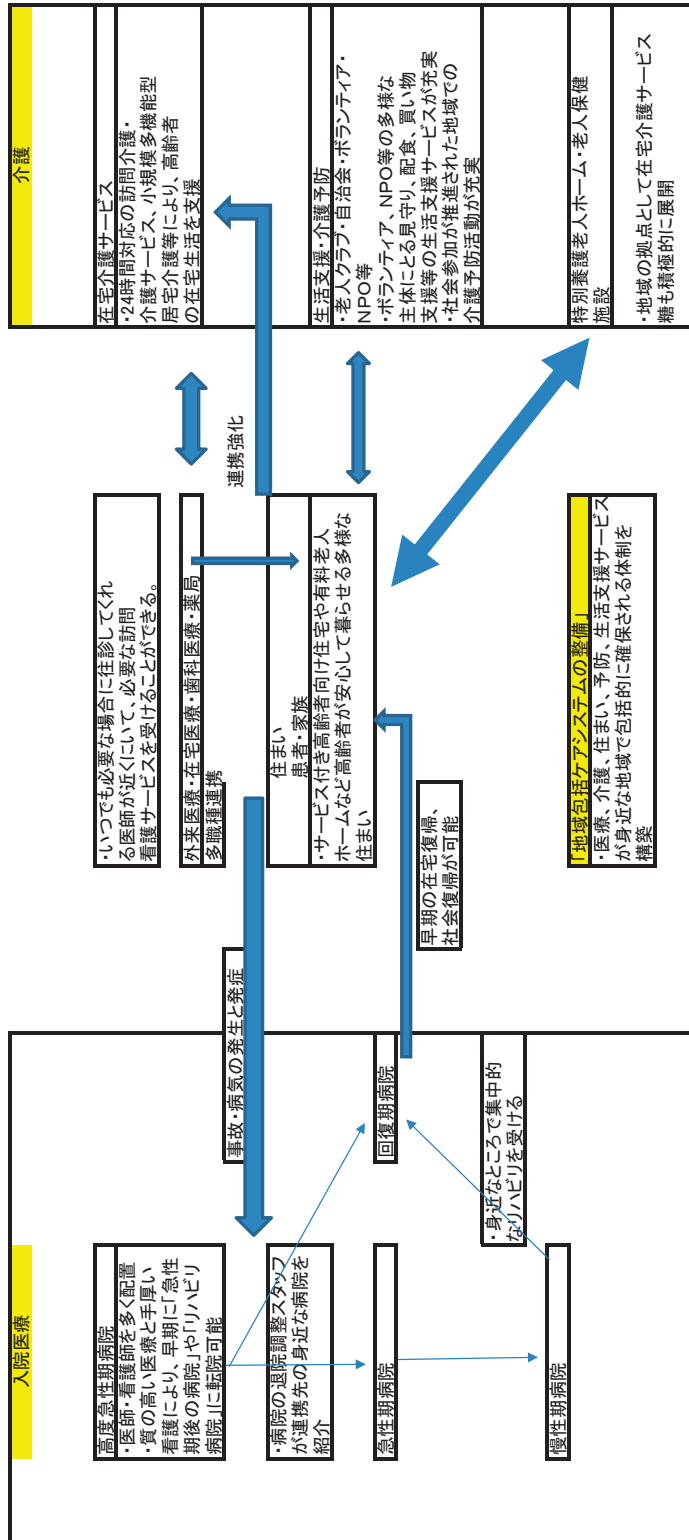 入院医療
高度急性期病院
・医師・看護師を多く配置
・質の高い医療と手厚い
看護により、早期に「急性
期後の病院」や「リハビリ
病院」に転院可能
・病院の退院調整スタッフ
が連携先の身近な病院を
紹介
急性期病院
慢性期病院
事故・病気の発生と発症
回復期病院
・身近なところで集中的
なリハビリを受ける
早期の在宅復帰、
社会復帰が可能
・いつでも必要な場合に往診してくれ
る医師が近くにいて、必要な訪問
看護サービスを受けることができる。
外来医療・在宅医療・歯科医療・薬局
多職種連携
住まい
患者・家族
・サービス付き高齢者向け住宅や有料老人
ホームなど高齢者が安心して暮らせる多様な
住まい
「地域包括ケアシステムの整備」
・医療、介護、住まい、予防、生活支援サービス
が身近な地域で包括的に確保される体制を
構築
連携強化
介護
在宅介護サービス
・24時間対応の訪問介護・
介護サービス、小規模多機能型
居宅介護等により、高齢者
の在宅生活を支援
生活支援・介護予防
・老人クラブ・自治会・ボランティア・
NPO等
・ボランティア、NPO等の多様な
主体にとる見守り、配食、買い物
支援等の生活支援サービスが充実
・社会参加が推進された地域での
介護予防活動が充実
特別養護老人ホーム・老人保健
施設
・地域の拠点として在宅介護サービス
糖も積極的に展開